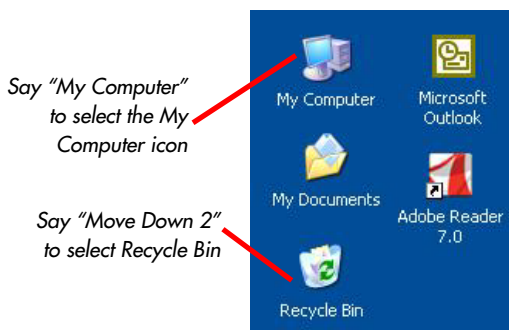 Say “My Computer”
to select the My
Computer icon
Say “Move Down 2”
to select Recycle Bin
My Computer
Microsoft
Outlook
My Documents
Adobe Reader
7.0
Recycle Bin